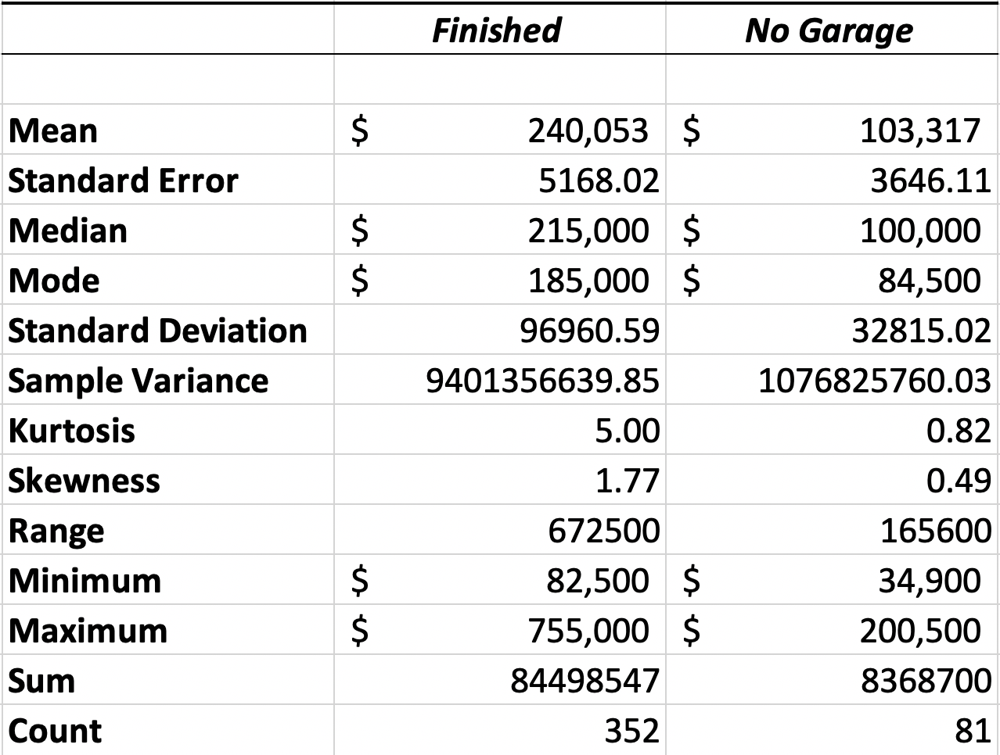 Finished No Garage
Mean $ 240,053 $ 103,317
Standard Error 5168.02 3646.11
Median $ 215,000 $ 100,000
Mode $ 185,000 $ 84,500
Standard Deviation 96960.59 32815.02
Sample Variance 9401356639.85 1076825760.03
Kurtosis 5.00 0.82
Skewness 1.77 0.49
Range 672500 165600
Minimum $ 82,500 $ 34,900
Maximum $ 755,000 $ 200,500
Sum 84498547 8368700
Count 352 81